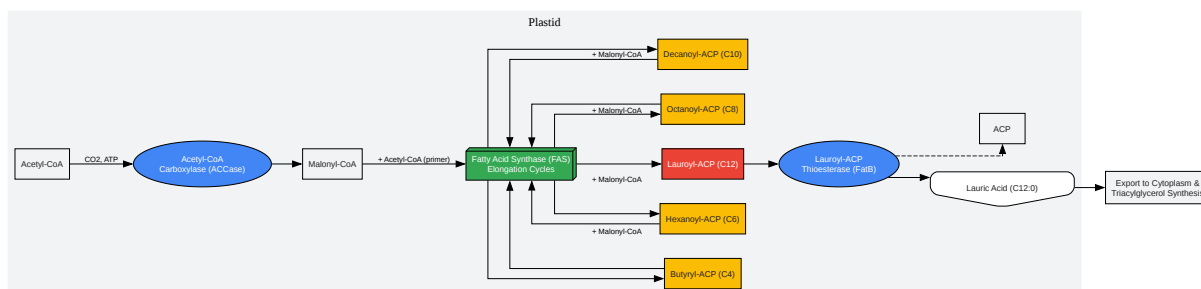 Plastid
+ Malonyl-CoA
Decanoyl-ACP (C10)
+ Malonyl-CoA
Octanoyl-ACP (C8)
ACP
Acetyl-CoA
CO2, ATP
Acetyl-CoA
Carboxylase (ACCase)
Malonyl-CoA
+ Acetyl-CoA (primer)
Fatty Acid Synthase (FAS)
Elongation Cycles
+ Malonyl-CoA
Lauroyl-ACP (C12)
Lauroyl-ACP
Thioesterase (FatB)
Lauric Acid (C12:0)
Export to Cytoplasm &
Triacylglycerol Synthesis
Hexanoyl-ACP (C6)
+ Malonyl-CoA
Butyryl-ACP (C4)